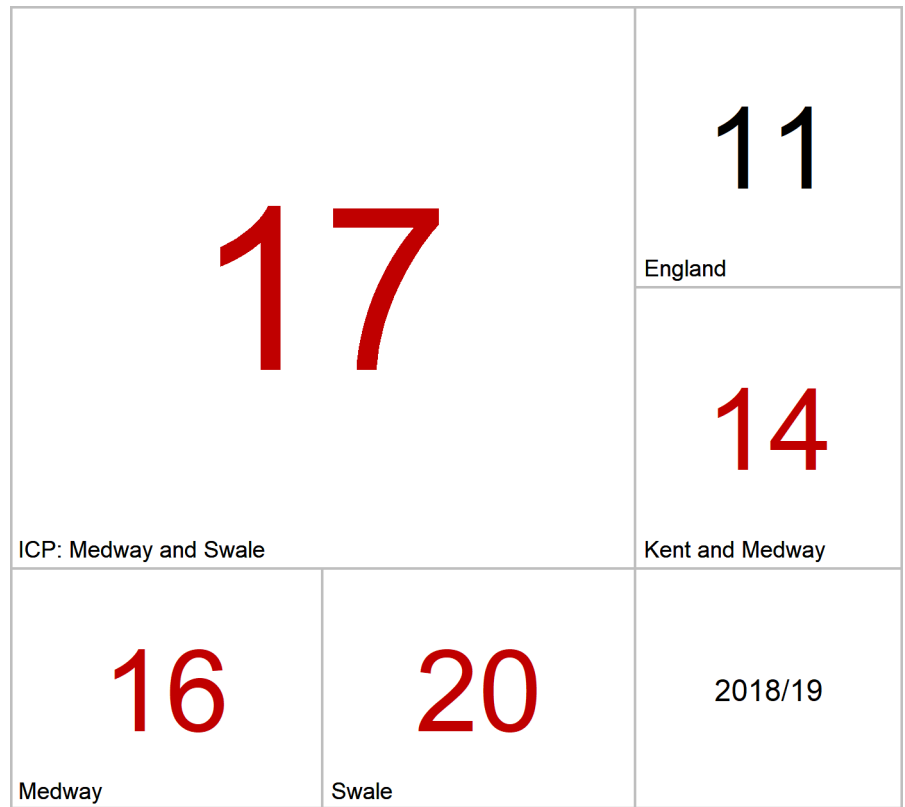 17
ICP: Medway and Swale
11
England
14
Kent and Medway
16
Medway
20
Swale
2018/19